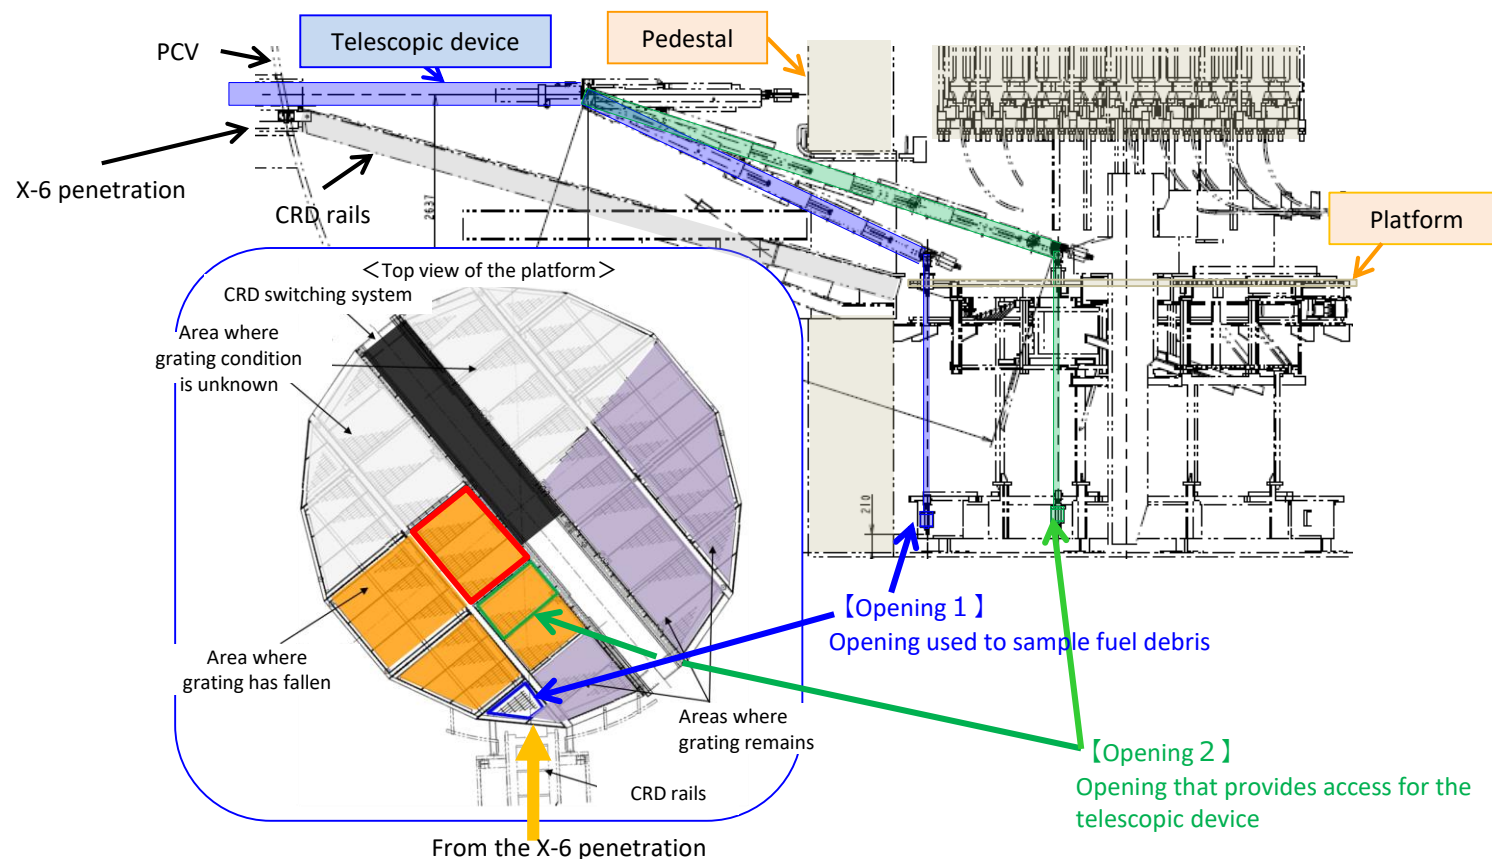 PCV
Telescopic device
Pedestal
X-6 penetration
CRD rails
2637
Platform
＜Top view of the platform＞
CRD switching system
Area where
grating condition
is unknown
210
【Opening 1】
Opening used to sample fuel debris
Area where
grating has fallen
Areas where
grating remains
【Opening 2】
Opening that provides access for the
telescopic device
CRD rails
From the X-6 penetration